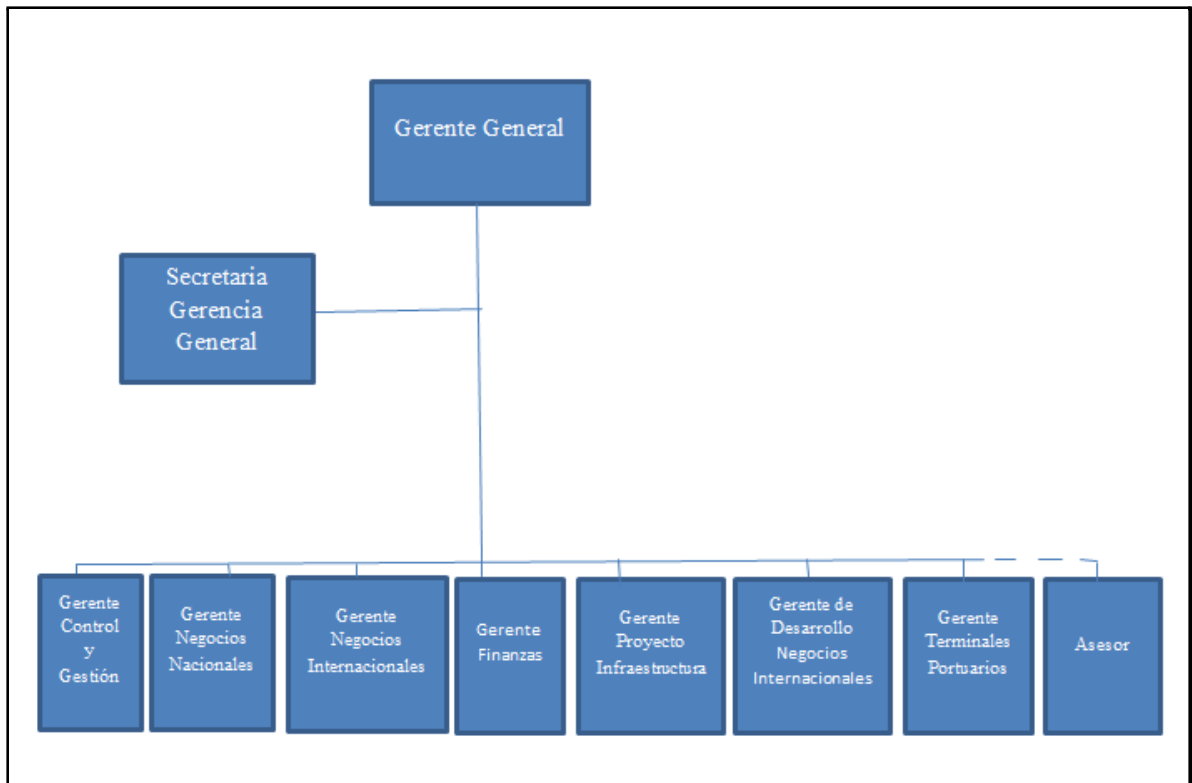 Gerente General
Secretaria
Gerencia
General
Gerente
Control
y
Gestión
Gerente
Negocios
Nacionales
Gerente
Negocios
Internacionales
Gerente
Finanzas
Gerente
Proyecto
Infraestructura
Gerente de
Desarrollo
Negocios
Internacionales
Gerente
Terminales
Portuarios
Asesor